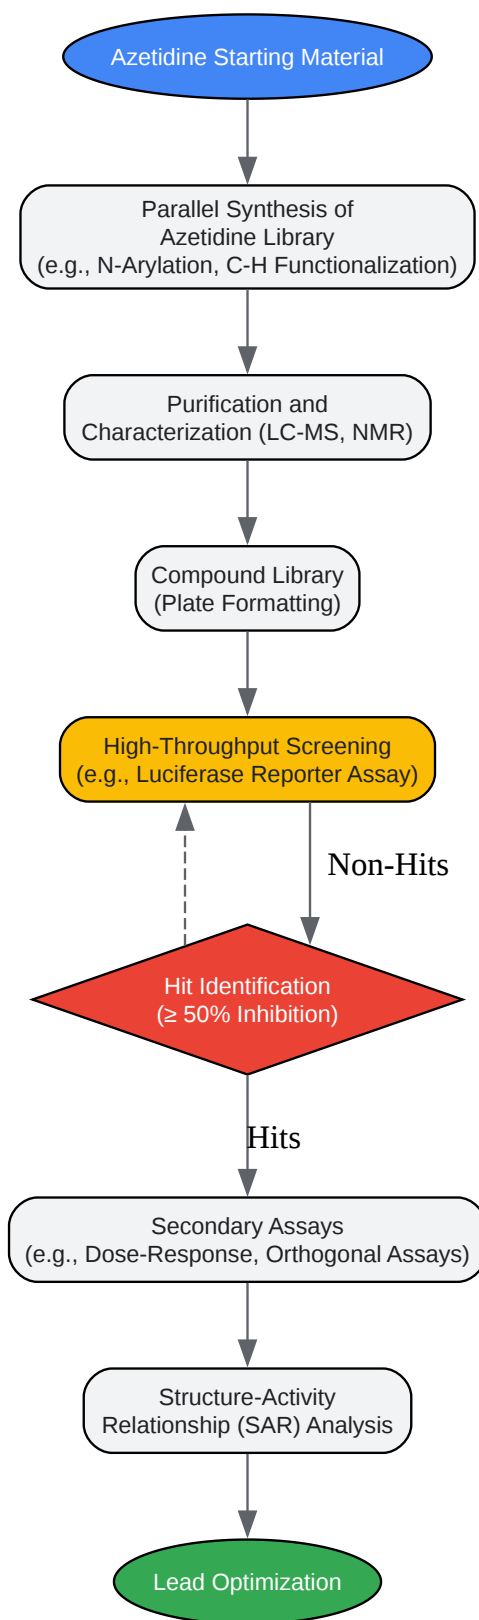 Azetidine Starting Material
Parallel Synthesis of
Azetidine Library
(e.g., N-Arylation, C-H Functionalization)
Purification and
Characterization (LC-MS, NMR)
Compound Library
(Plate Formatting)
High-Throughput Screening
(e.g., Luciferase Reporter Assay)
Non-Hits
Hit Identification
(≥ 50% Inhibition)
Hits
Secondary Assays
(e.g., Dose-Response, Orthogonal Assays)
Structure-Activity
Relationship (SAR) Analysis
Lead Optimization